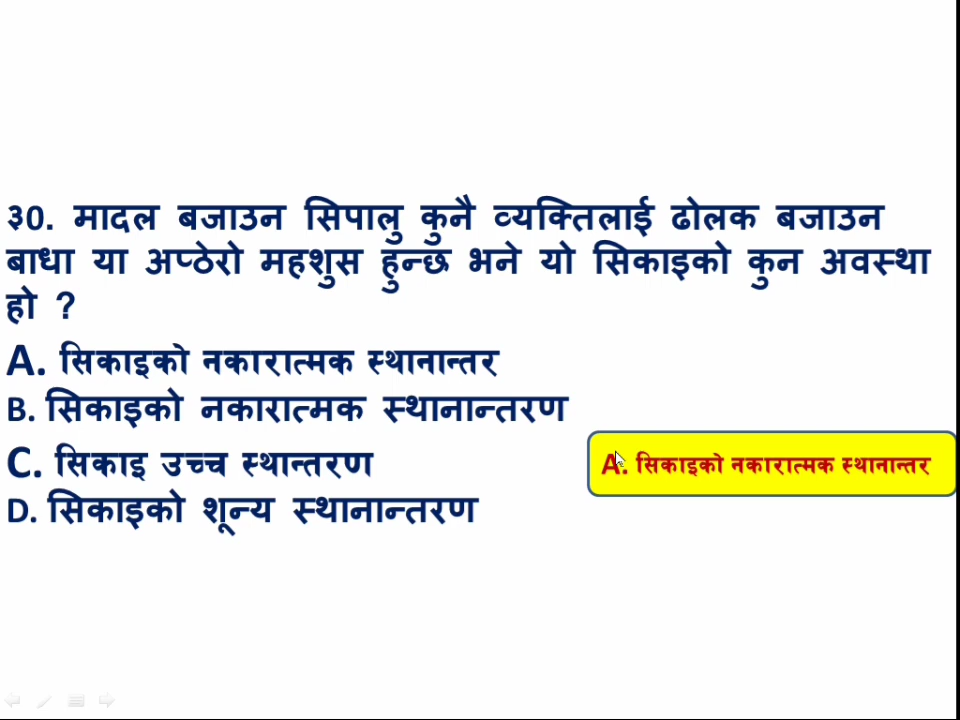 ३0. मादल बजाउन सिपालु कुनै व्यक्तिलाई ढोलक बजाउन
बाधा या अप्ठेरो महशुस हुन्छ भने यो सिकाइको कुन अवस्था
हो ?
A. सिकाइको नकारात्मक स्थानान्तर
B. सिकाइको नकारात्मक स्थानान्तरण
C. सिकाइ उच्च स्थान्तरण
A. सिकाइको नकारात्मक स्थानान्तर
D. सिकाइको शून्य स्थानान्तरण